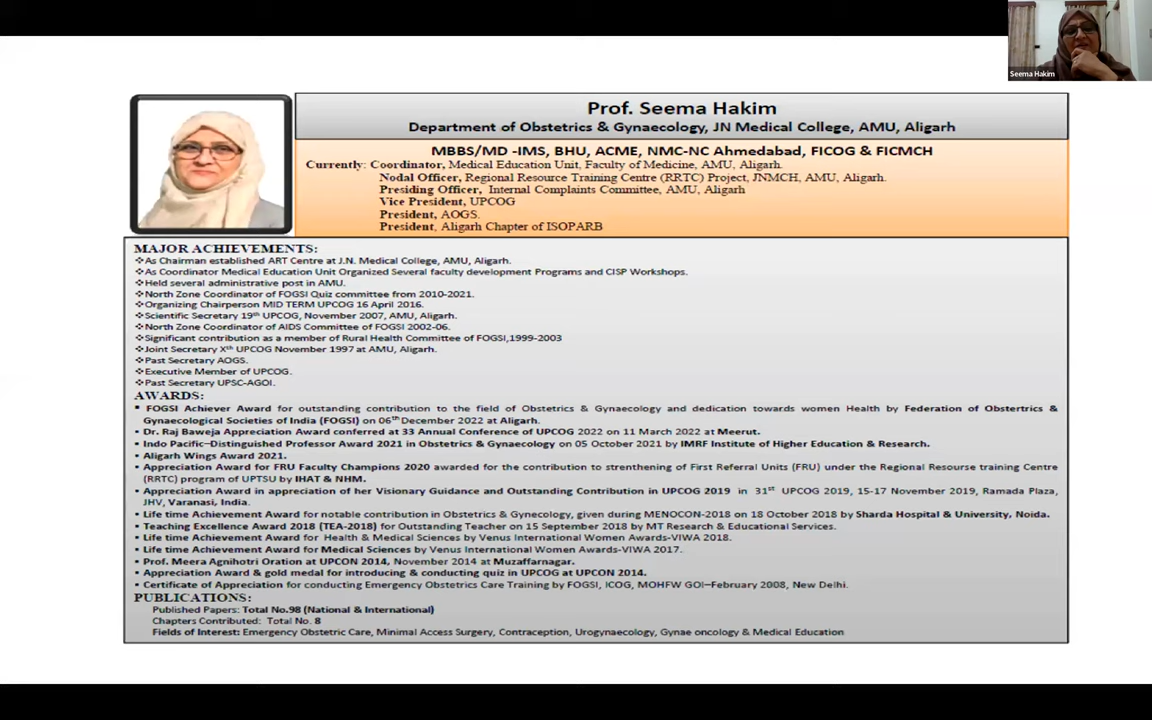 Seema Hakim
Prof. Seema Hakim
Department of Obstetrics & Gynaecology, JN Medical College, AMU, Aligarh
MBBS/MD -IMS, BHU, ACME, NMC-NC Ahmedabad, FICOG & FICMCH
Currently: Coordinator, Medical Education Unit, Faculty of Medicine, AMU, Aligarh.
Nodal Officer, Regional Resource Training Centre (RRTC) Project, JNMCH, AMU, Aligarh.
Presiding Officer, Internal Complaints Committee, AMU, Aligarh
Vice President, UPCOG
President, AOGS.
President, Aligarh Chapter of ISOPARB
MAJOR ACHIEVEMENTS:
❖As Chairman established ART Centre at J.N. Medical College, AMU, Aligarh.
❖As Coordinator Medical Education Unit Organized Several faculty development Programs and CISP Workshops.
❖Held several administrative post in AMU.
❖North Zone Coordinator of FOGSI Quiz committee from 2010-2021.
❖Organizing Chairperson MID TERM UPCOG 16 April 2016.
❖Scientific Secretary 19th UPCOG, November 2007, AMU, Aligarh.
❖North Zone Coordinator of AIDS Committee of FOGSI 2002-06.
❖Significant contribution as a member of Rural Health Committee of FOGSI,1999-2003
❖Joint Secretary Xth UPCOG November 1997 at AMU, Aligarh.
❖Past Secretary AOGS.
❖Executive Member of UPCOG.
❖Past Secretary UPSC-AGOI.
AWARDS:
▪ FOGSI Achiever Award for outstanding contribution to the field of Obstetrics & Gynaecology and dedication towards women Health by Federation of Obstertrics &
Gynaecological Societies of India (FOGSI) on 06th December 2022 at Aligarh.
▪ Dr. Raj Baweja Appreciation Award conferred at 33 Annual Conference of UPCOG 2022 on 11 March 2022 at Meerut.
▪ Indo Pacific–Distinguished Professor Award 2021 in Obstetrics & Gynaecology on 05 October 2021 by IMRF Institute of Higher Education & Research.
▪ Aligarh Wings Award 2021.
▪ Appreciation Award for FRU Faculty Champions 2020 awarded for the contribution to strenthening of First Referral Units (FRU) under the Regional Resourse training Centre
(RRTC) program of UPTSU by IHAT & NHM.
▪ Appreciation Award in appreciation of her Visionary Guidance and Outstanding Contribution in UPCOG 2019 in 31st UPCOG 2019, 15-17 November 2019, Ramada Plaza,
JHV, Varanasi, India.
▪ Life time Achievement Award for notable contribution in Obstetrics & Gynecology, given during MENOCON-2018 on 18 October 2018 by Sharda Hospital & University, Noida.
▪ Teaching Excellence Award 2018 (TEA-2018) for Outstanding Teacher on 15 September 2018 by MT Research & Educational Services.
▪ Life time Achievement Award for Health & Medical Sciences by Venus International Women Awards-VIWA 2018.
▪ Life time Achievement Award for Medical Sciences by Venus International Women Awards-VIWA 2017.
▪ Prof. Meera Agnihotri Oration at UPCON 2014, November 2014 at Muzaffarnagar.
▪ Appreciation Award & gold medal for introducing & conducting quiz in UPCOG at UPCON 2014.
▪ Certificate of Appreciation for conducting Emergency Obstetrics Care Training by FOGSI, ICOG, MOHFW GOI–February 2008, New Delhi.
PUBLICATIONS:
Published Papers: Total No.98 (National & International)
Chapters Contributed: Total No. 8
Fields of Interest: Emergency Obstetric Care, Minimal Access Surgery, Contraception, Urogynaecology, Gynae oncology & Medical Education